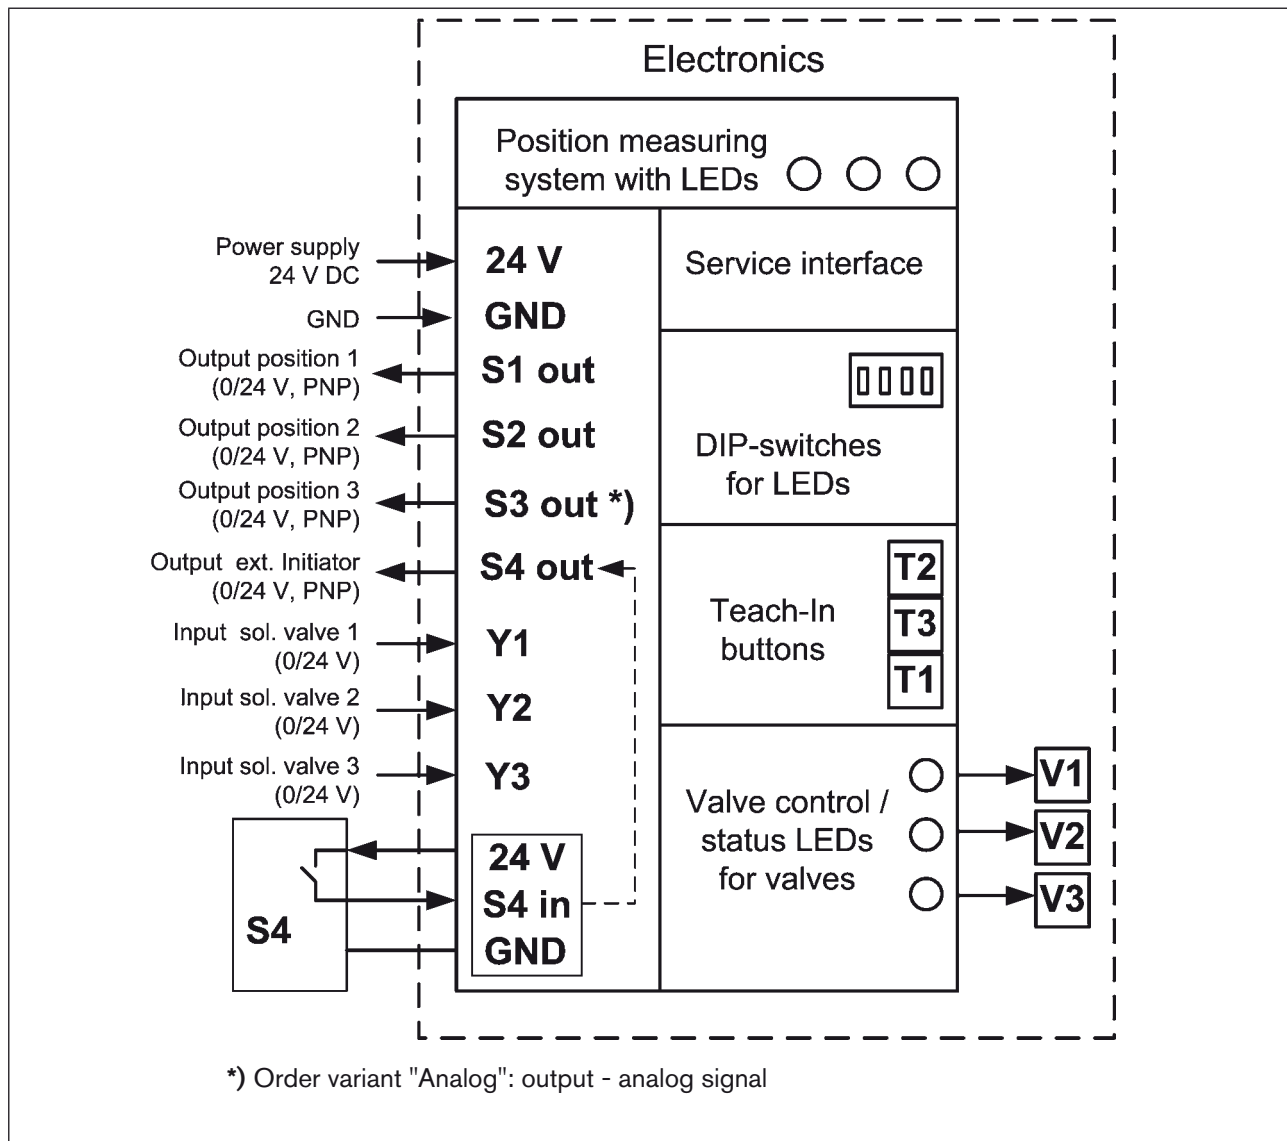 Electronics
Position measuring
system with LEDs
Power supply
24 V DC
24 V
GND
GND
Output position 1
(0/24 V, PNP)
S1 out
Output position 2
(0/24 V, PNP)
S2 out
Output position 3
(0/24 V, PNP)
S3 out *)
Output ext. Initiator
(0/24 V, PNP)
S4 out
Input sol. valve 1
(0/24 V)
Y1
Input sol. valve 2
(0/24 V)
Y2
Input sol. valve 3
(0/24 V)
Y3
S4
24 V
S4 in
GND
Service interface
DIP-switches
for LEDs
Teach-In
buttons
T2
T3
T1
Valve control /
status LEDs
for valves
V1
V2
V3
*) Order variant "Analog": output - analog signal